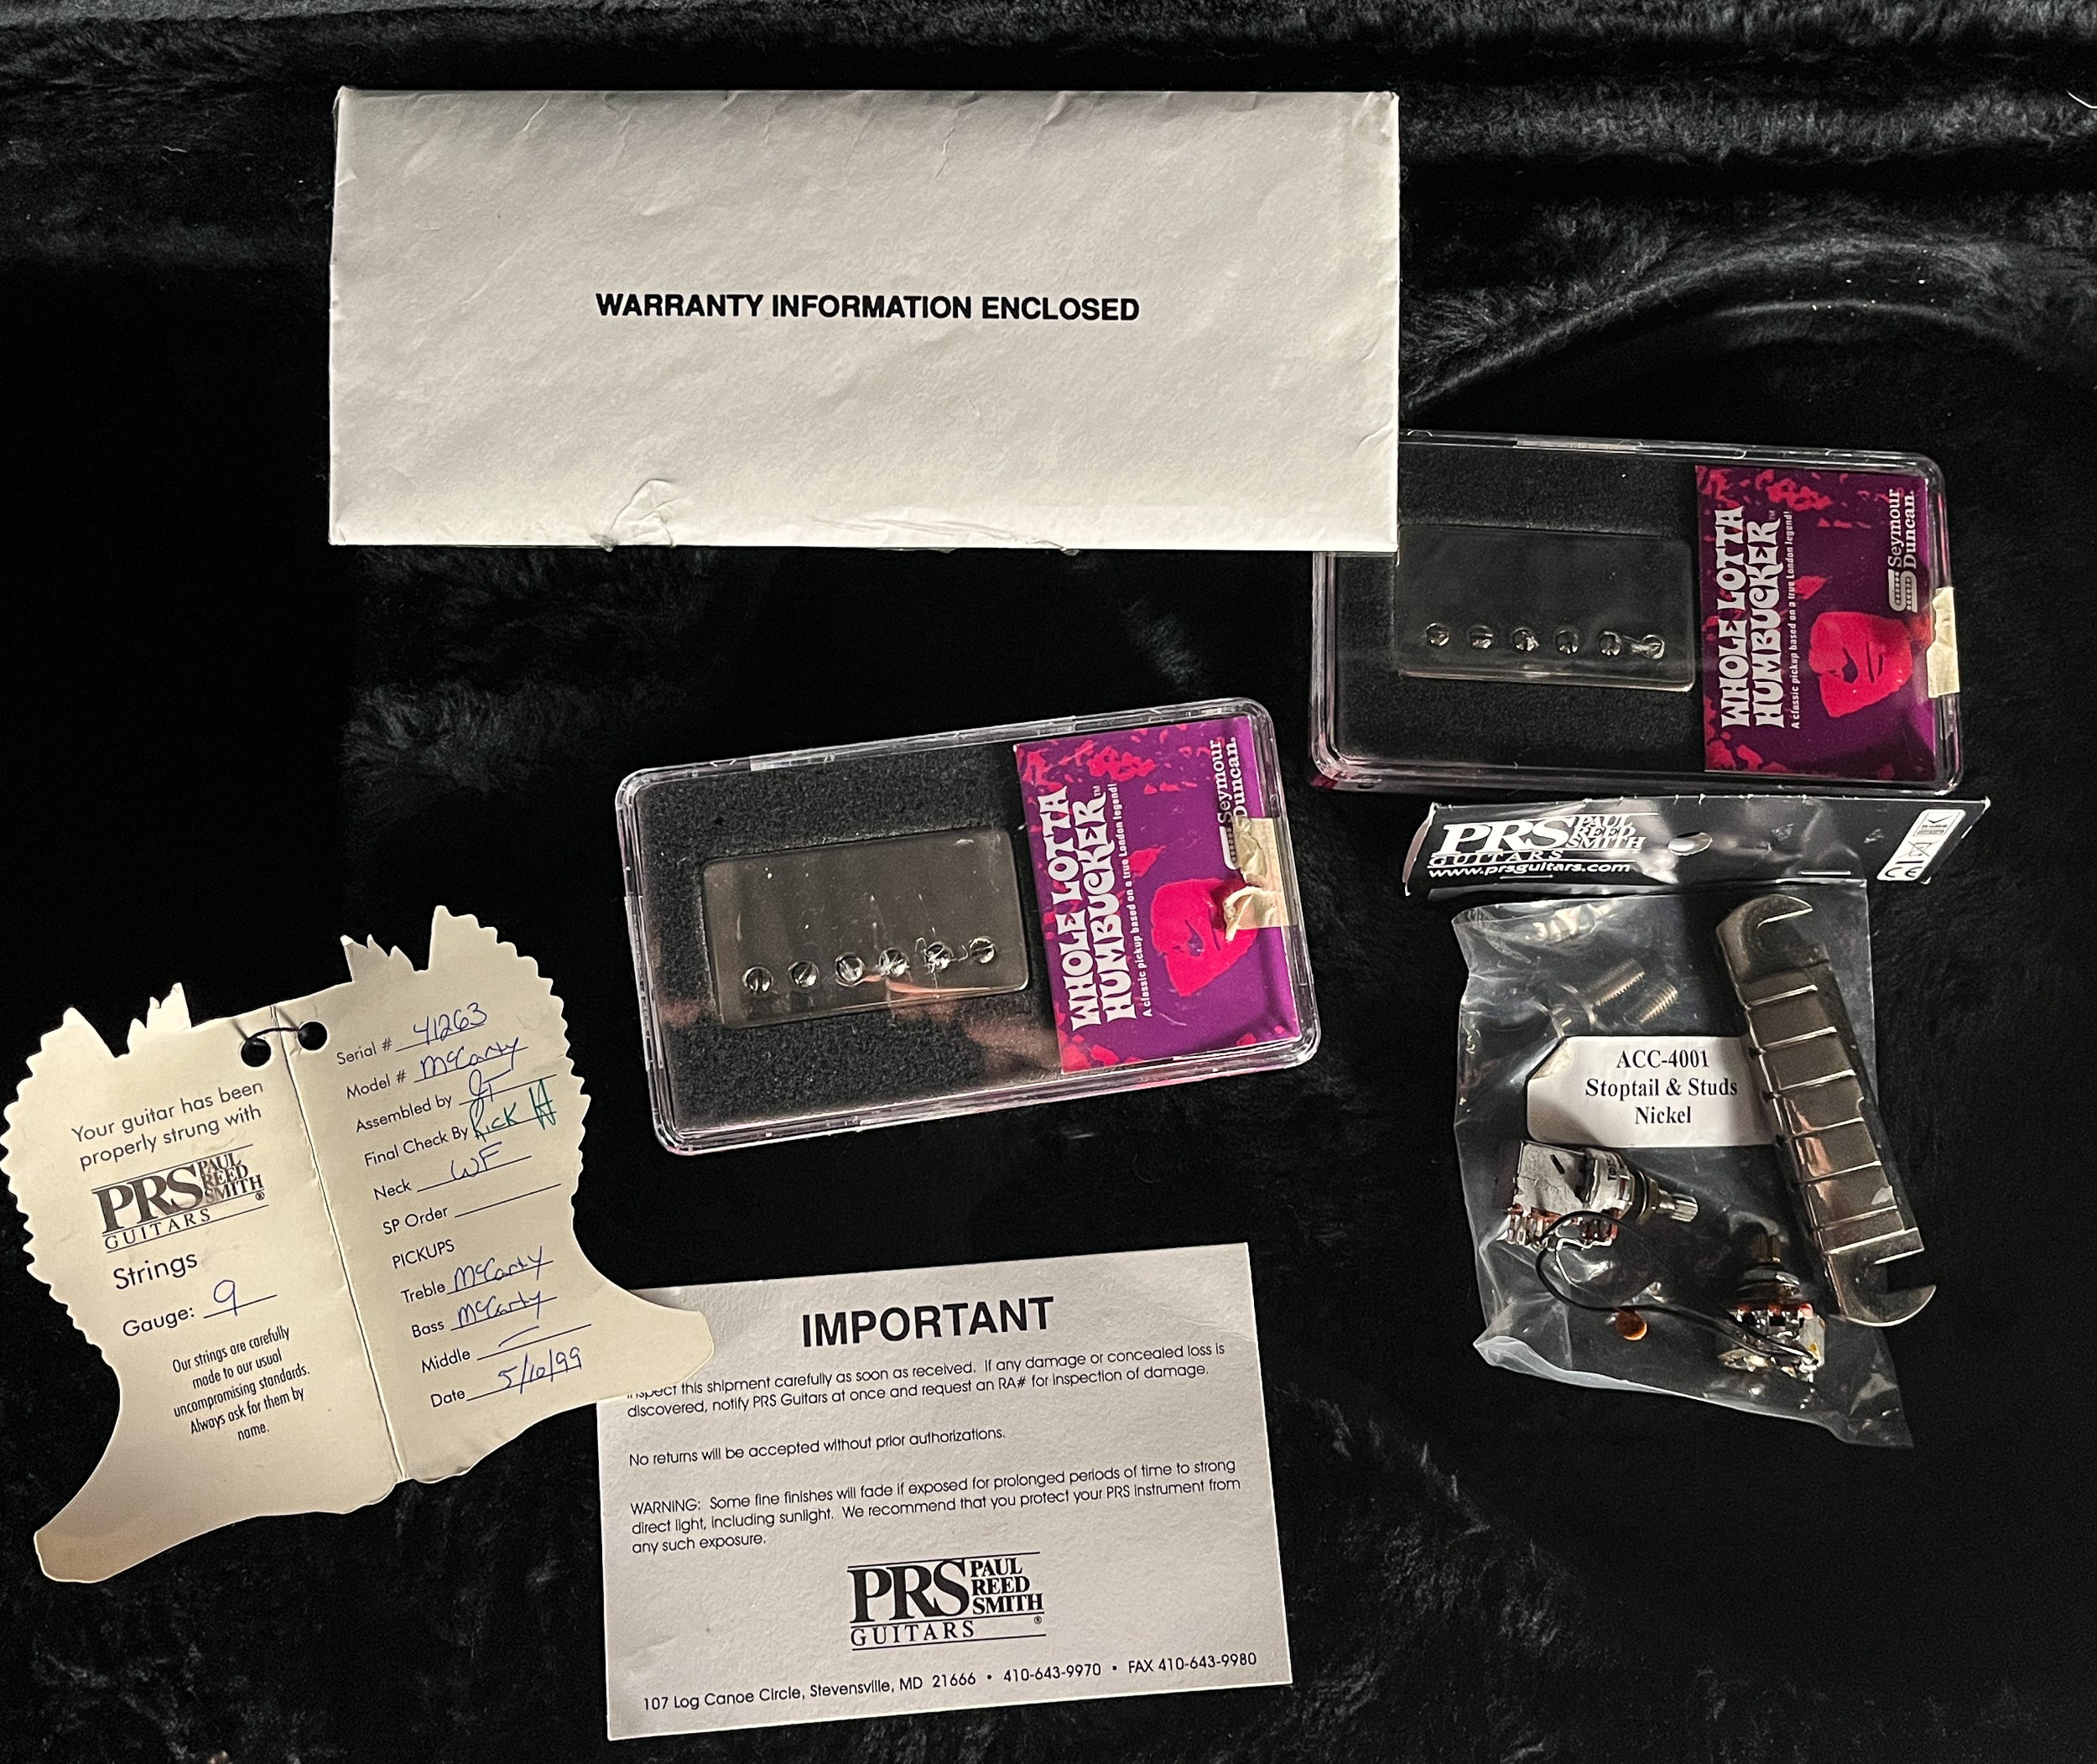 WARRANTY INFORMATION ENCLOSED
WHOLE LOTTA
HUMBUCKER™
A classic pickup based on a true London legend!
Seymour
Duncan.
WHOLE LOTTA
HUMBUCKER™
A classic pickup based on a true London legend!
Seymour
Duncan.
PRS PAUL
REED
SMITH
GUITARS
www.prsguitars.com
CE
ACC-4001
Stoptail & Studs
Nickel
Your guitar has been
properly strung with
PRS PAUL
REED
SMITH®
GUITARS
Strings
Gauge: 9
Our strings are carefully
made to our usual
uncompromising standards.
Always ask for them by
name.
Serial # 41263
Model # McCarty
Assembled by JT
Final Check By Rick H
Neck WF
SP Order
PICKUPS
Treble McCarty
Bass McCarty
Middle —
Date 5/10/99
IMPORTANT
Inspect this shipment carefully as soon as received. If any damage or concealed loss is
discovered, notify PRS Guitars at once and request an RA# for inspection of damage.
No returns will be accepted without prior authorizations.
WARNING: Some fine finishes will fade if exposed for prolonged periods of time to strong
direct light, including sunlight. We recommend that you protect your PRS instrument from
any such exposure.
PRS PAUL
REED
SMITH®
GUITARS
107 Log Canoe Circle, Stevensville, MD 21666 • 410-643-9970 • FAX 410-643-9980